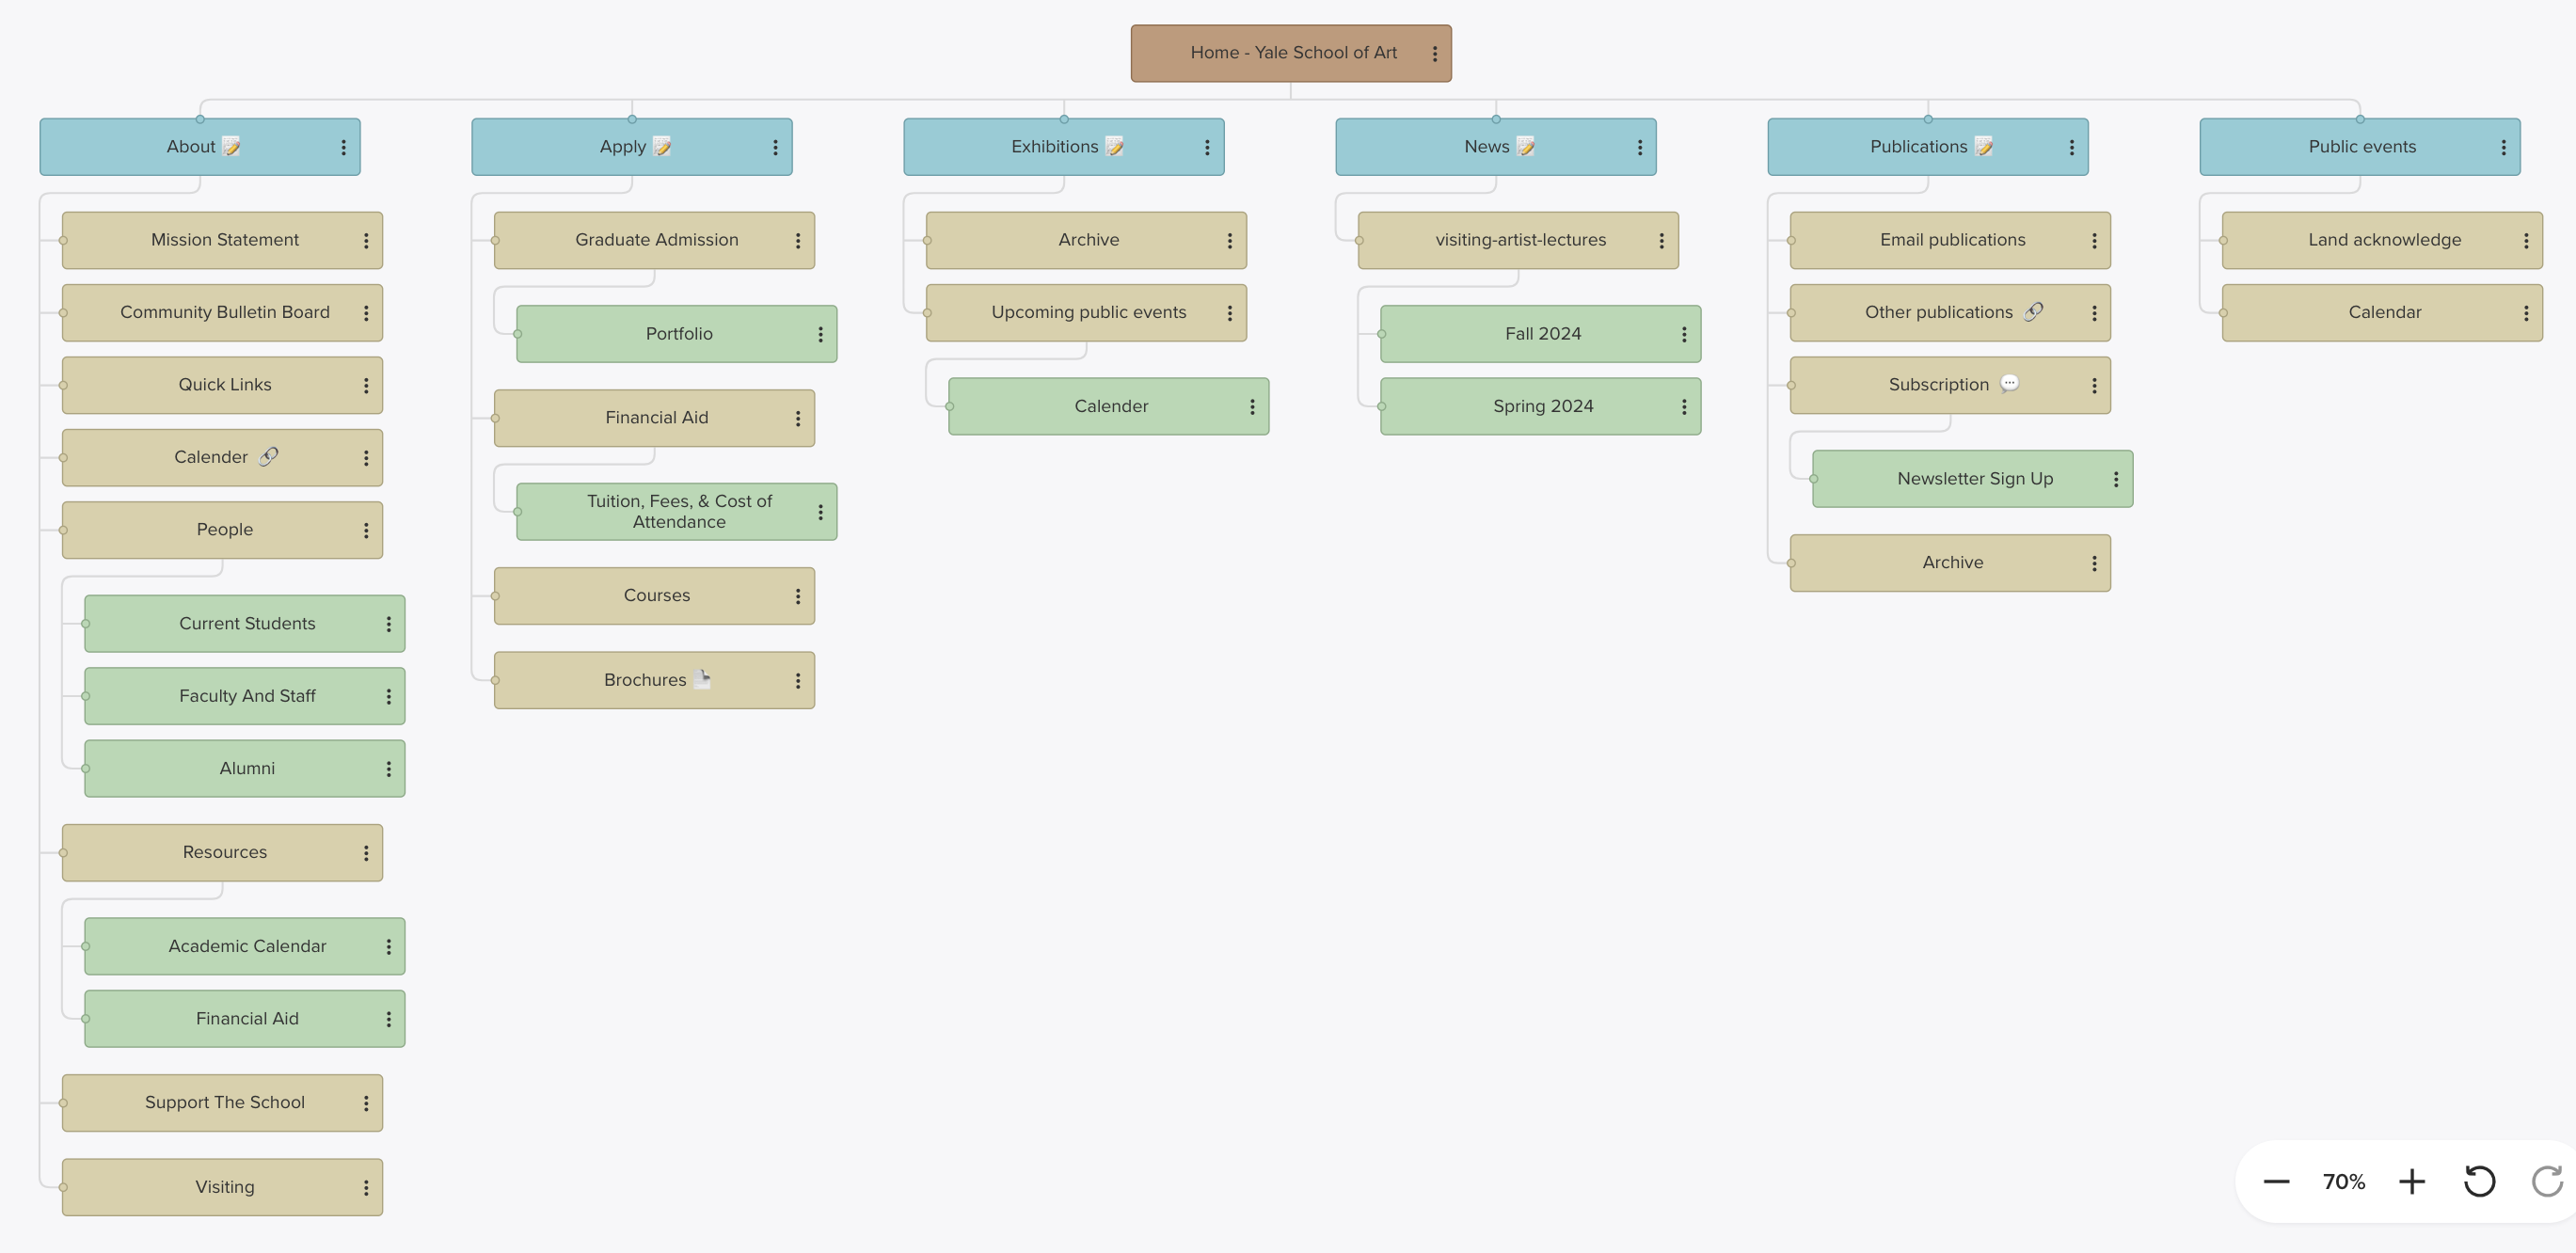 Home - Yale School of Art
About 📝
Mission Statement
Community Bulletin Board
Quick Links
Calender 🔗
People
Current Students
Faculty And Staff
Alumni
Resources
Academic Calendar
Financial Aid
Support The School
Visiting
Apply 📝
Graduate Admission
Portfolio
Financial Aid
Tuition, Fees, & Cost of
Attendance
Courses
Brochures
Exhibitions 📝
Archive
Upcoming public events
Calender
News 📝
visiting-artist-lectures
Fall 2024
Spring 2024
Publications 📝
Email publications
Other publications 🔗
Subscription 💬
Newsletter Sign Up
Archive
Public events
Land acknowledge
Calendar
70%